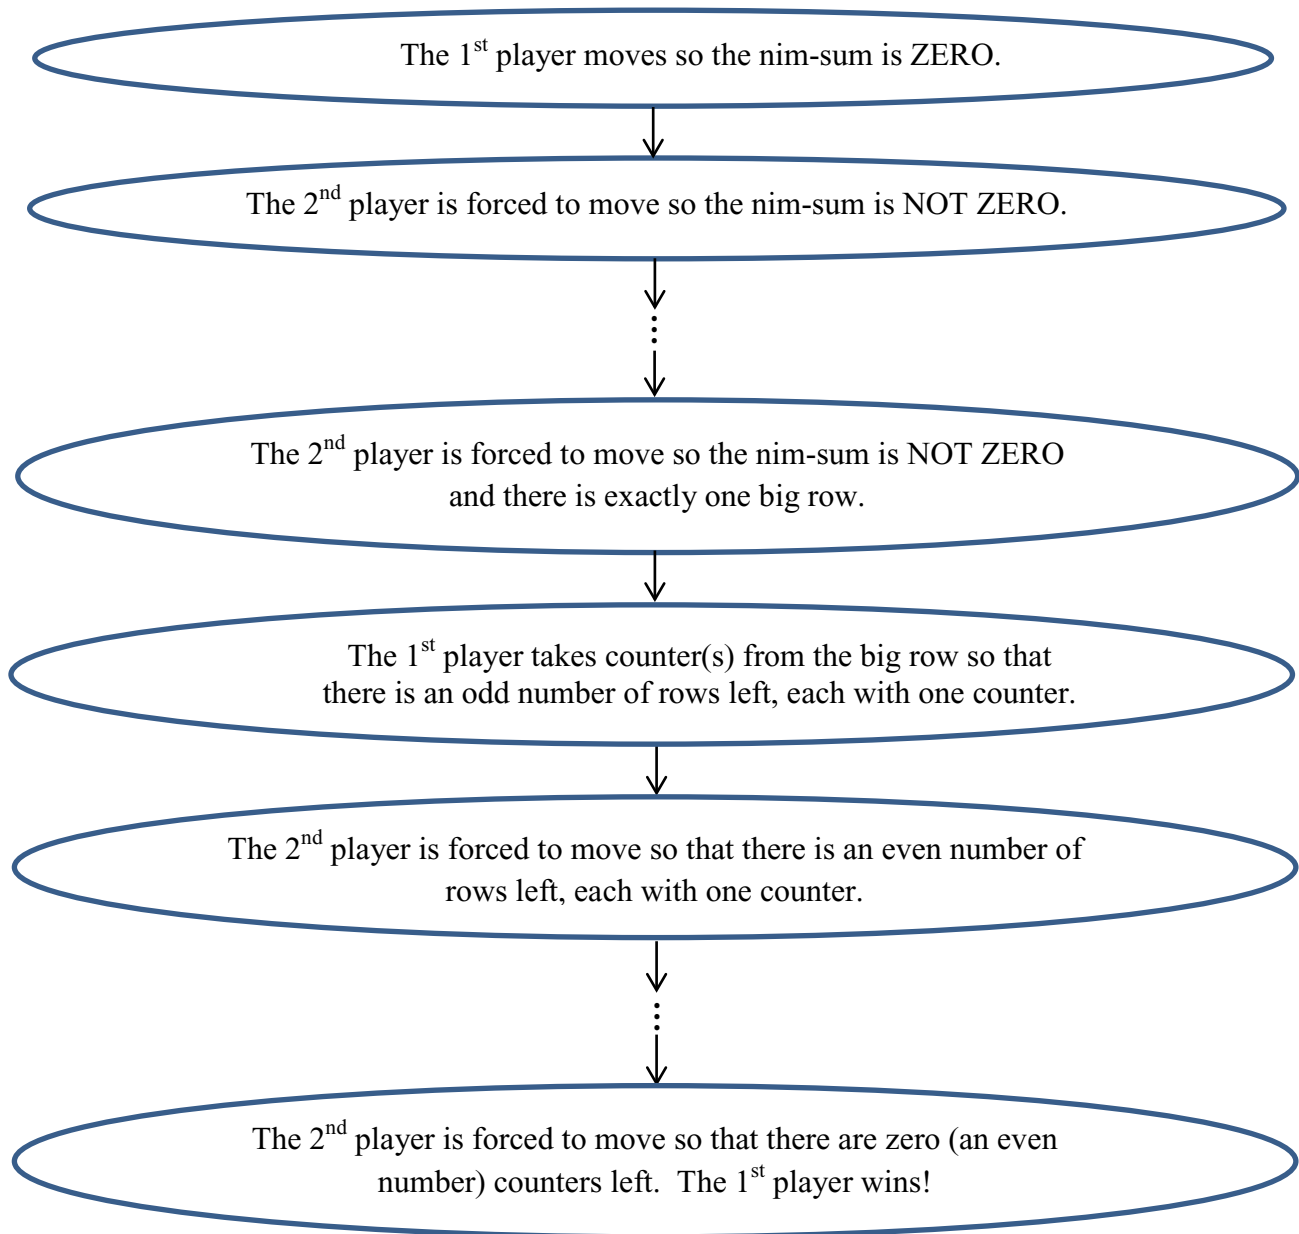 The 1st player moves so the nim-sum is ZERO.
The 2nd player is forced to move so the nim-sum is NOT ZERO.
The 2nd player is forced to move so the nim-sum is NOT ZERO
and there is exactly one big row.
The 1st player takes counter(s) from the big row so that
there is an odd number of rows left, each with one counter.
The 2nd player is forced to move so that there is an even number of
rows left, each with one counter.
The 2nd player is forced to move so that there are zero (an even
number) counters left.  The 1st player wins!